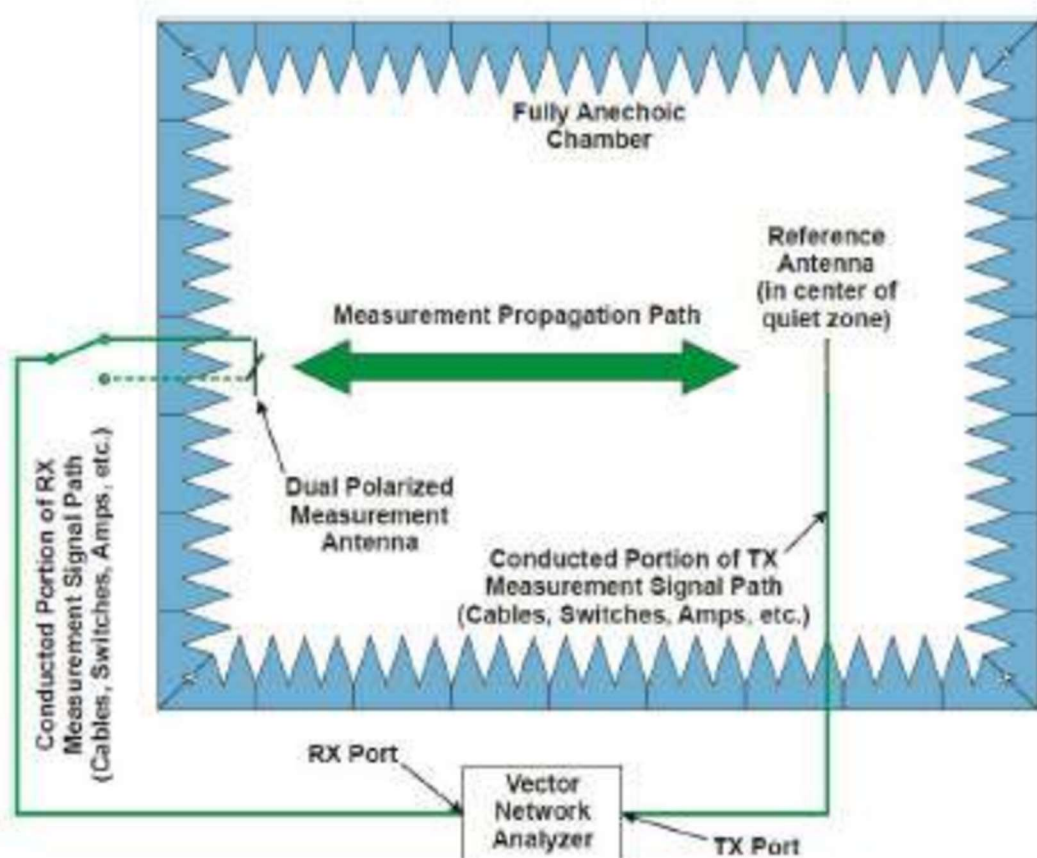 Fully Anechoic
Chamber
Reference
Antenna
(in center of
quiet zone)
Measurement Propagation Path
Dual Polarized
Measurement
Antenna
Conducted Portion of TX
Measurement Signal Path
(Cables, Switches, Amps, etc.)
Conducted Portion of RX
Measurement Signal Path
(Cables, Switches, Amps, etc.)
RX Port
Vector
Network
Analyzer
TX Port